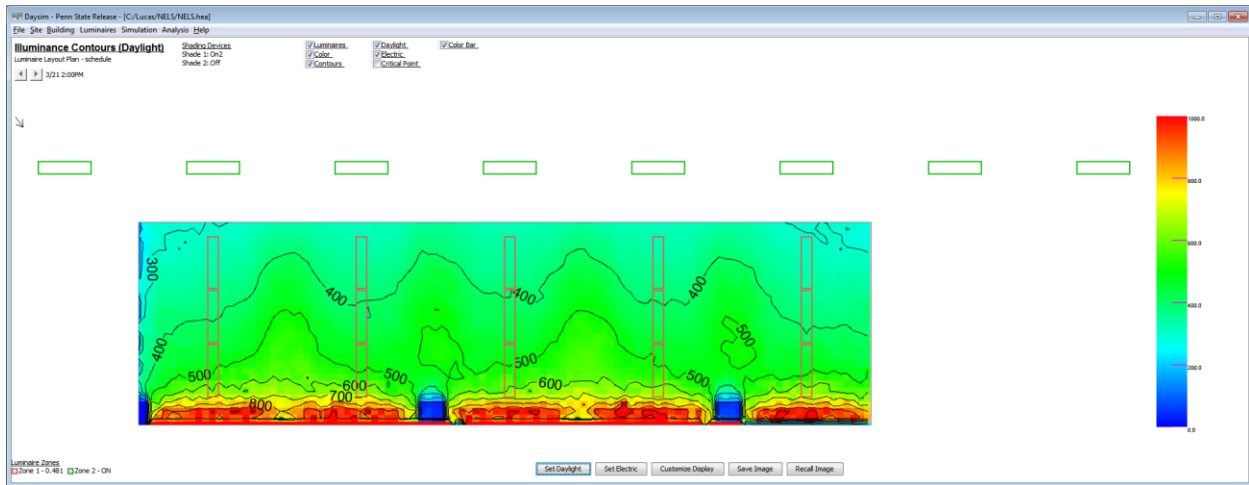 Daysim - Penn State Release - [C:/Lucas/NELS/NELS.hea]
File Site Building Luminaires Simulation Analysis Help
Illuminance Contours (Daylight)
Luminaire Layout Plan - schedule
3/21 2:00PM
Shading Devices
Shade 1: On2
Shade 2: Off
Luminaires
Color
Contours
Daylight
Electric
Critical Point
Color Bar
1000.0
800.0
600.0
400.0
200.0
0.0
300
400
400
400
400
400
500
500
500
500
500
600
600
700
800
Luminaire Zones
Zone 1 - 0.481 Zone 2 - ON
Set Daylight Set Electric Customize Display Save Image Recall Image